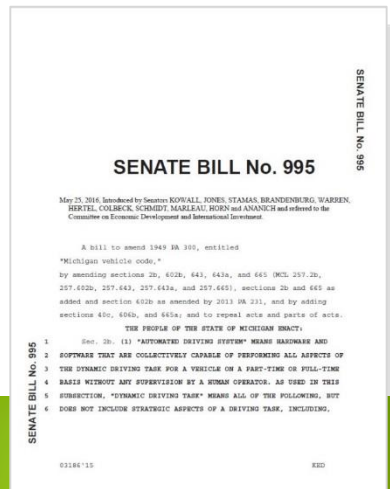 SENATE BILL No. 995
SENATE BILL No. 995
May 25, 2016, Introduced by Senators KOWALL, JONES, STAMAS, BRANDENBURG, WARREN,
HERTEL, COLBECK, SCHMIDT, MARLEAU, HORN and ANANICH and referred to the
Committee on Economic Development and International Investment.
A bill to amend 1949 PA 300, entitled
"Michigan vehicle code,"
by amending sections 2b, 602b, 643, 643a, and 665 (MCL 257.2b,
257.602b, 257.643, 257.643a, and 257.665), sections 2b and 665 as
added and section 602b as amended by 2013 PA 231, and by adding
sections 40c, 606b, and 665a; and to repeal acts and parts of acts.
THE PEOPLE OF THE STATE OF MICHIGAN ENACT:
1 Sec. 2b. (1) "AUTOMATED DRIVING SYSTEM" MEANS HARDWARE AND
2 SOFTWARE THAT ARE COLLECTIVELY CAPABLE OF PERFORMING ALL ASPECTS OF
3 THE DYNAMIC DRIVING TASK FOR A VEHICLE ON A PART-TIME OR FULL-TIME
4 BASIS WITHOUT ANY SUPERVISION BY A HUMAN OPERATOR. AS USED IN THIS
5 SUBSECTION, "DYNAMIC DRIVING TASK" MEANS ALL OF THE FOLLOWING, BUT
6 DOES NOT INCLUDE STRATEGIC ASPECTS OF A DRIVING TASK, INCLUDING,
SENATE BILL No. 995
03186'15 KED